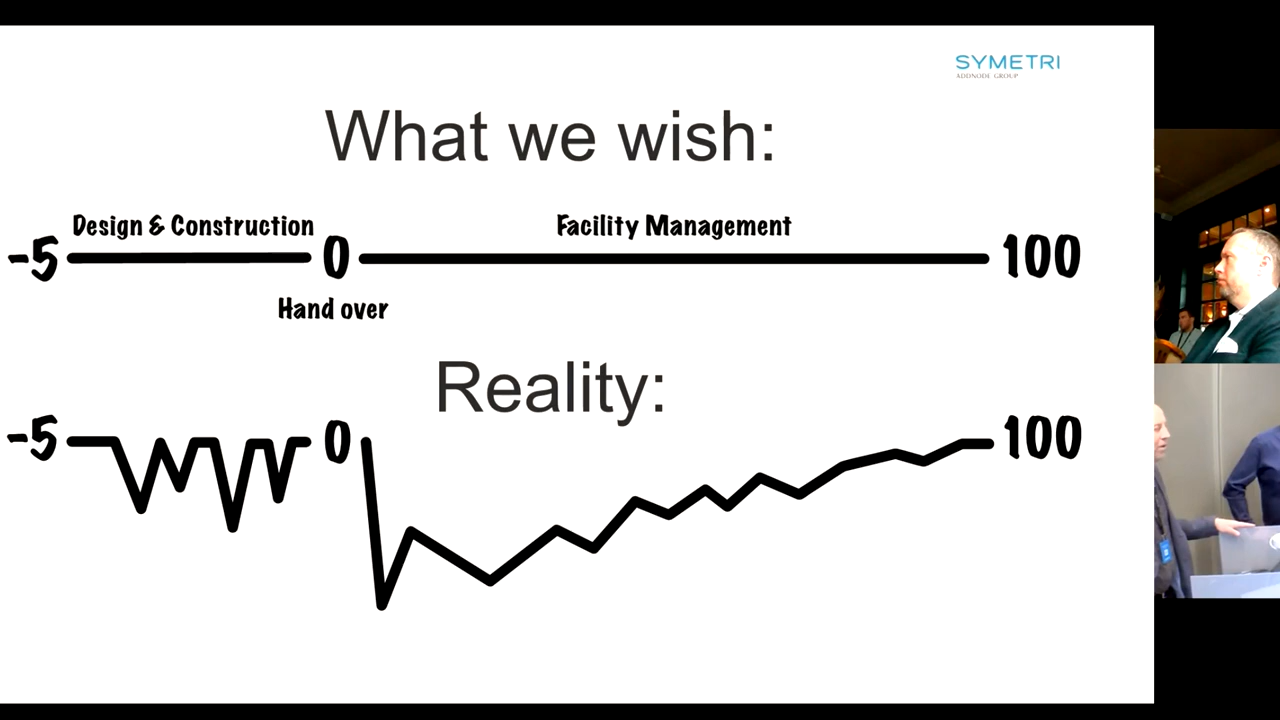 SYMETRI
ADDNODE GROUP
What we wish:
Design & Construction
Facility Management
-5
0
100
Hand over
Reality:
-5
0
100